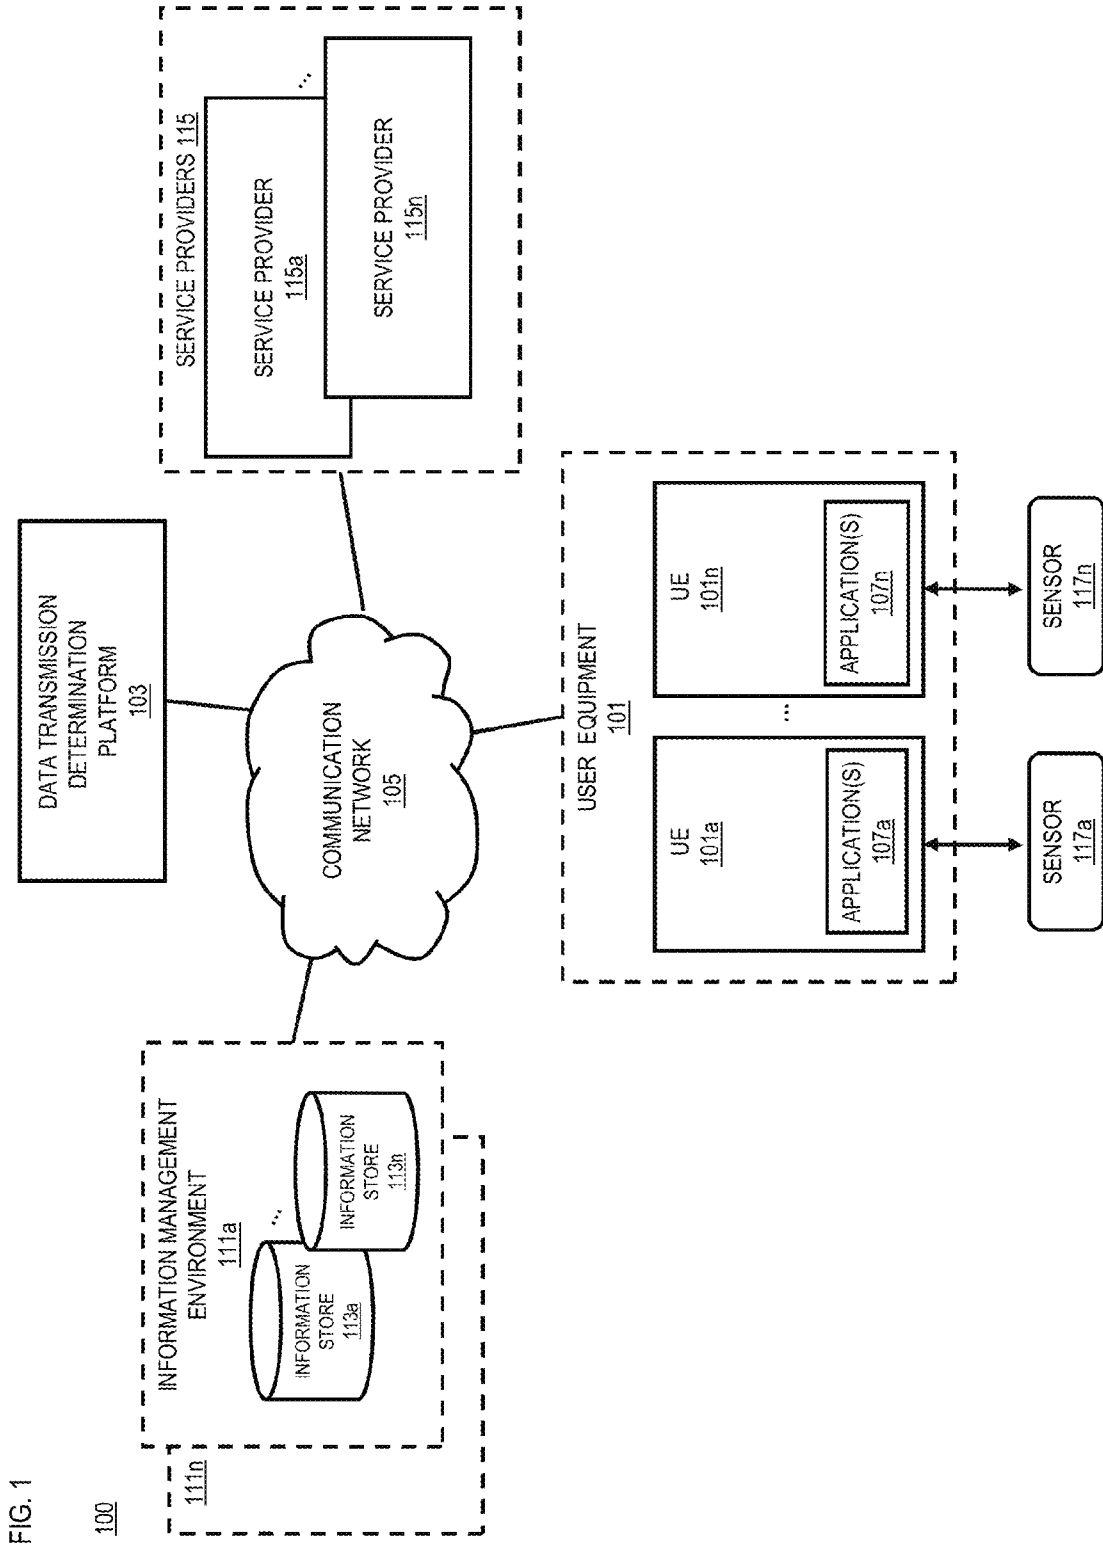 FIG. 1
100
DATA TRANSMISSION
DETERMINATION
PLATFORM
103
INFORMATION MANAGEMENT
ENVIRONMENT
111a
...
INFORMATION
STORE
113a
INFORMATION
STORE
113n
111n
COMMUNICATION
NETWORK
105
SERVICE PROVIDERS 115
SERVICE PROVIDER
115a
...
SERVICE PROVIDER
115n
USER EQUIPMENT
101
UE
101a
APPLICATION(S)
107a
...
UE
101n
APPLICATION(S)
107n
SENSOR
117a
SENSOR
117n